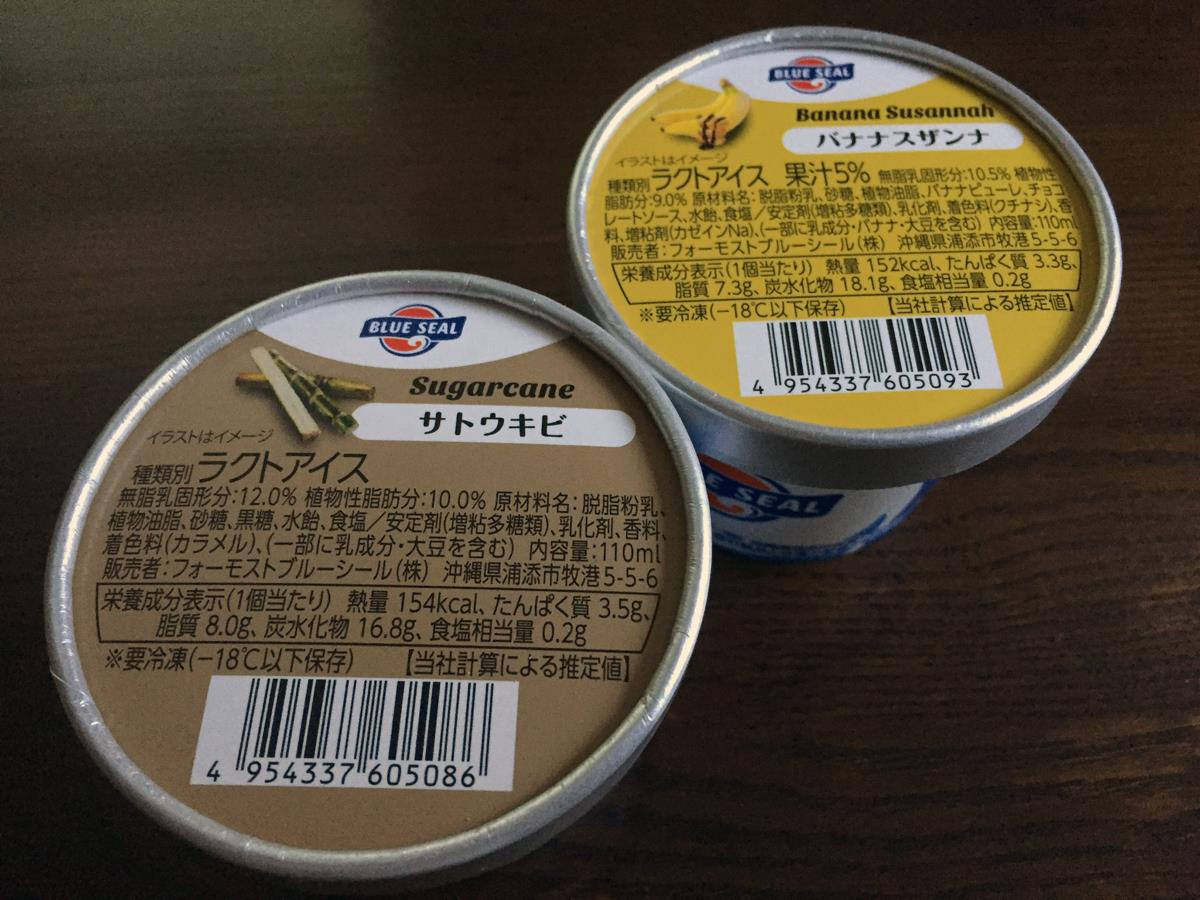 BLUE SEAL
Banana Susannah
バナナスザンナ
イラストはイメージ
種類別 ラクトアイス 果汁5% 無脂乳固形分:10.5% 植物性
脂肪分:9.0% 原材料名:脱脂粉乳、砂糖、植物油脂、バナナピューレ、チョコ
レートソース、水飴、食塩/安定剤(増粘多糖類)、乳化剤、着色料(クチナシ)、香
料、増粘剤(カゼインNa)、(一部に乳成分・バナナ・大豆を含む) 内容量:110ml
販売者:フォーモストブルーシール(株) 沖縄県浦添市牧港5-5-6
栄養成分表示(1個当たり) 熱量 152kcal、たんぱく質 3.3g、
脂質 7.3g、炭水化物 18.1g、食塩相当量 0.2g
※要冷凍(-18℃以下保存) 【当社計算による推定値】
4 954337 605093
BLUE SEAL
BLUE SEAL
Sugarcane
サトウキビ
イラストはイメージ
種類別 ラクトアイス
無脂乳固形分:12.0% 植物性脂肪分:10.0% 原材料名:脱脂粉乳、
植物油脂、砂糖、黒糖、水飴、食塩/安定剤(増粘多糖類)、乳化剤、香料、
着色料(カラメル)、(一部に乳成分・大豆を含む) 内容量:110ml
販売者:フォーモストブルーシール(株) 沖縄県浦添市牧港5-5-6
栄養成分表示(1個当たり) 熱量 154kcal、たんぱく質 3.5g、
脂質 8.0g、炭水化物 16.8g、食塩相当量 0.2g
※要冷凍(-18℃以下保存) 【当社計算による推定値】
4 954337 605086